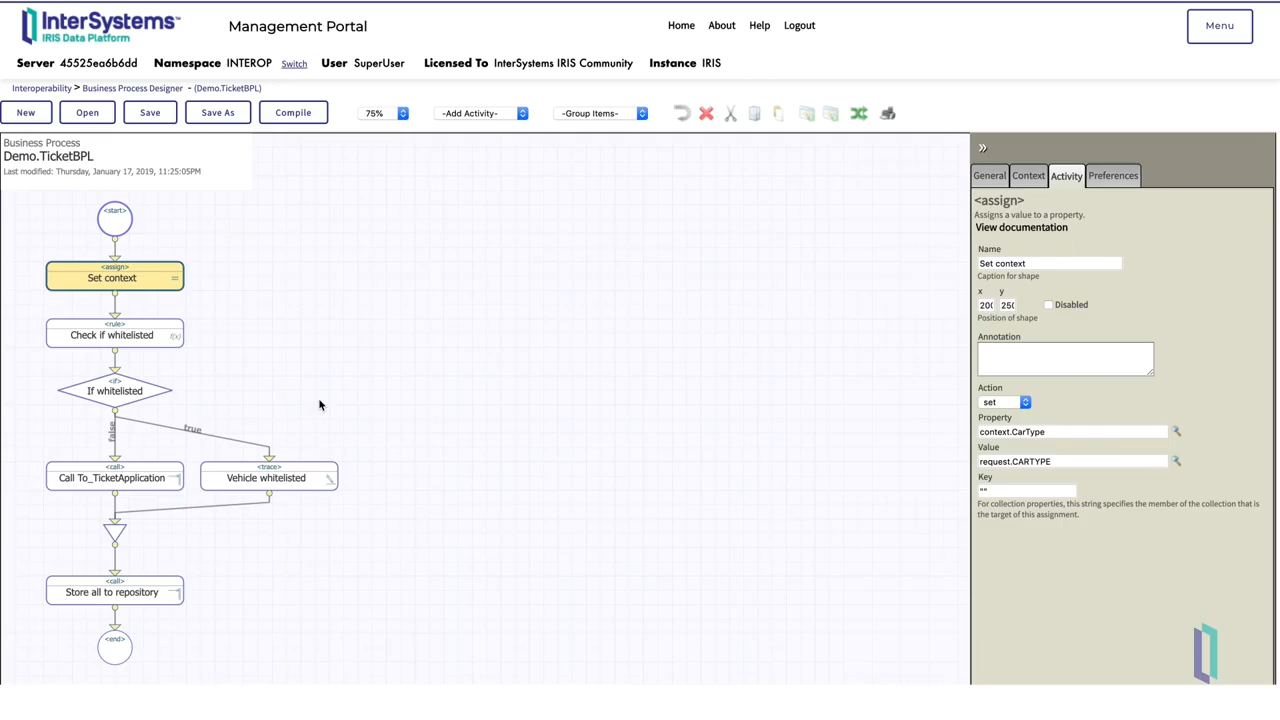 InterSystems™
IRIS Data Platform
Management Portal
Home About Help Logout
Menu
Server 45525ea6b6dd Namespace INTEROP Switch User SuperUser Licensed To InterSystems IRIS Community Instance IRIS
Interoperability > Business Process Designer - (Demo.TicketBPL)
New Open Save Save As Compile 75% -Add Activity- -Group Items-
Business Process
Demo.TicketBPL
Last modified: Thursday, January 17, 2019, 11:25:05PM
<start>
<assign>
Set context =
<rule>
Check if whitelisted f(x)
<if>
If whitelisted
false
true
<call>
Call To_TicketApplication
<trace>
Vehicle whitelisted
<call>
Store all to repository
<end>
»
General Context Activity Preferences
<assign>
Assigns a value to a property.
View documentation
Name
Set context
Caption for shape
x y
200 250 Disabled
Position of shape
Annotation
Action
set
Property
context.CarType
Value
request.CARTYPE
Key
""
For collection properties, this string specifies the member of the collection that is
the target of this assignment.